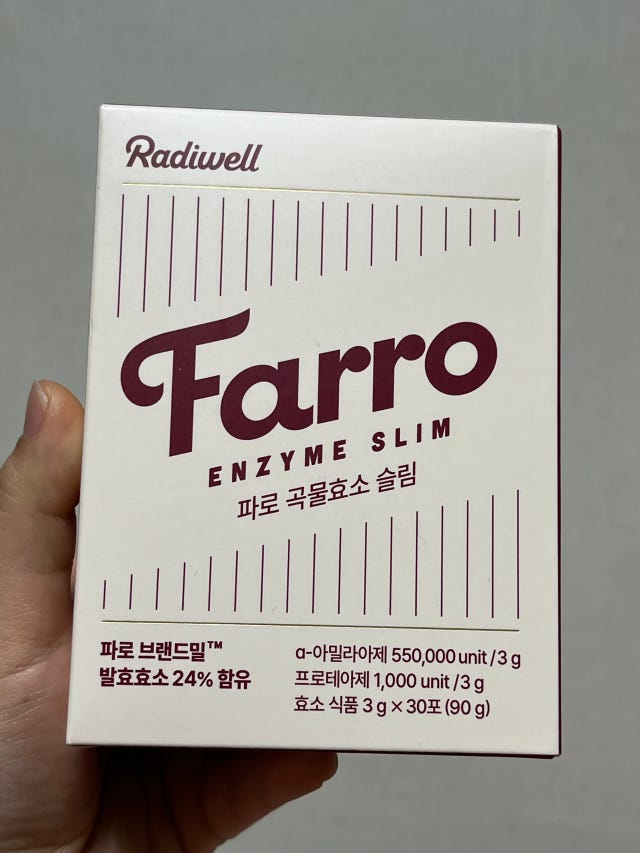 Radiwell
Farro
ENZYME SLIM
파로 곡물효소 슬림
파로 브랜드밀™
발효효소 24% 함유
α-아밀라아제 550,000 unit /3 g
프로테아제 1,000 unit /3 g
효소 식품 3 g × 30포 (90 g)